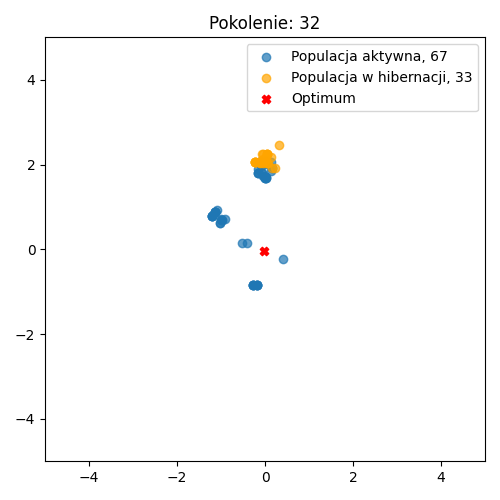 Pokolenie: 32
Populacja aktywna, 67
Populacja w hibernacji, 33
Optimum
4
2
0
−2
−4
−4 −2 0 2 4